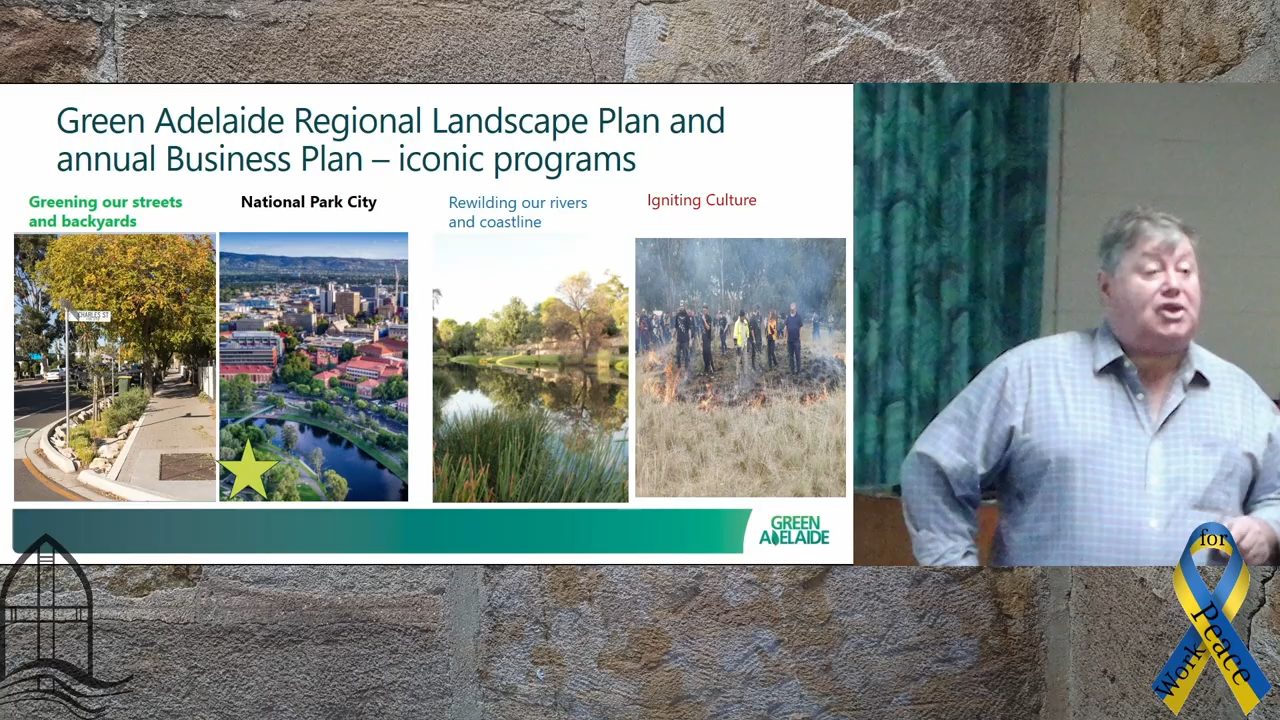 Green Adelaide Regional Landscape Plan and
annual Business Plan – iconic programs
Greening our streets
and backyards
National Park City
Rewilding our rivers
and coastline
Igniting Culture
CHARLES ST
GREEN
ADELAIDE
for
Work
Peace